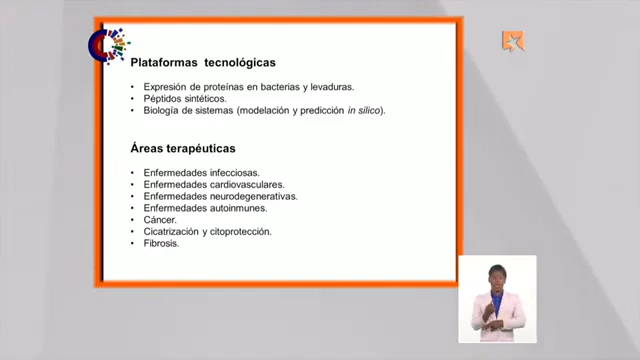 Plataformas tecnológicas
• Expresión de proteínas en bacterias y levaduras.
• Péptidos sintéticos.
• Biología de sistemas (modelación y predicción in silico).
Áreas terapéuticas
• Enfermedades infecciosas.
• Enfermedades cardiovasculares.
• Enfermedades neurodegenerativas.
• Enfermedades autoinmunes.
• Cáncer.
• Cicatrización y citoprotección.
• Fibrosis.